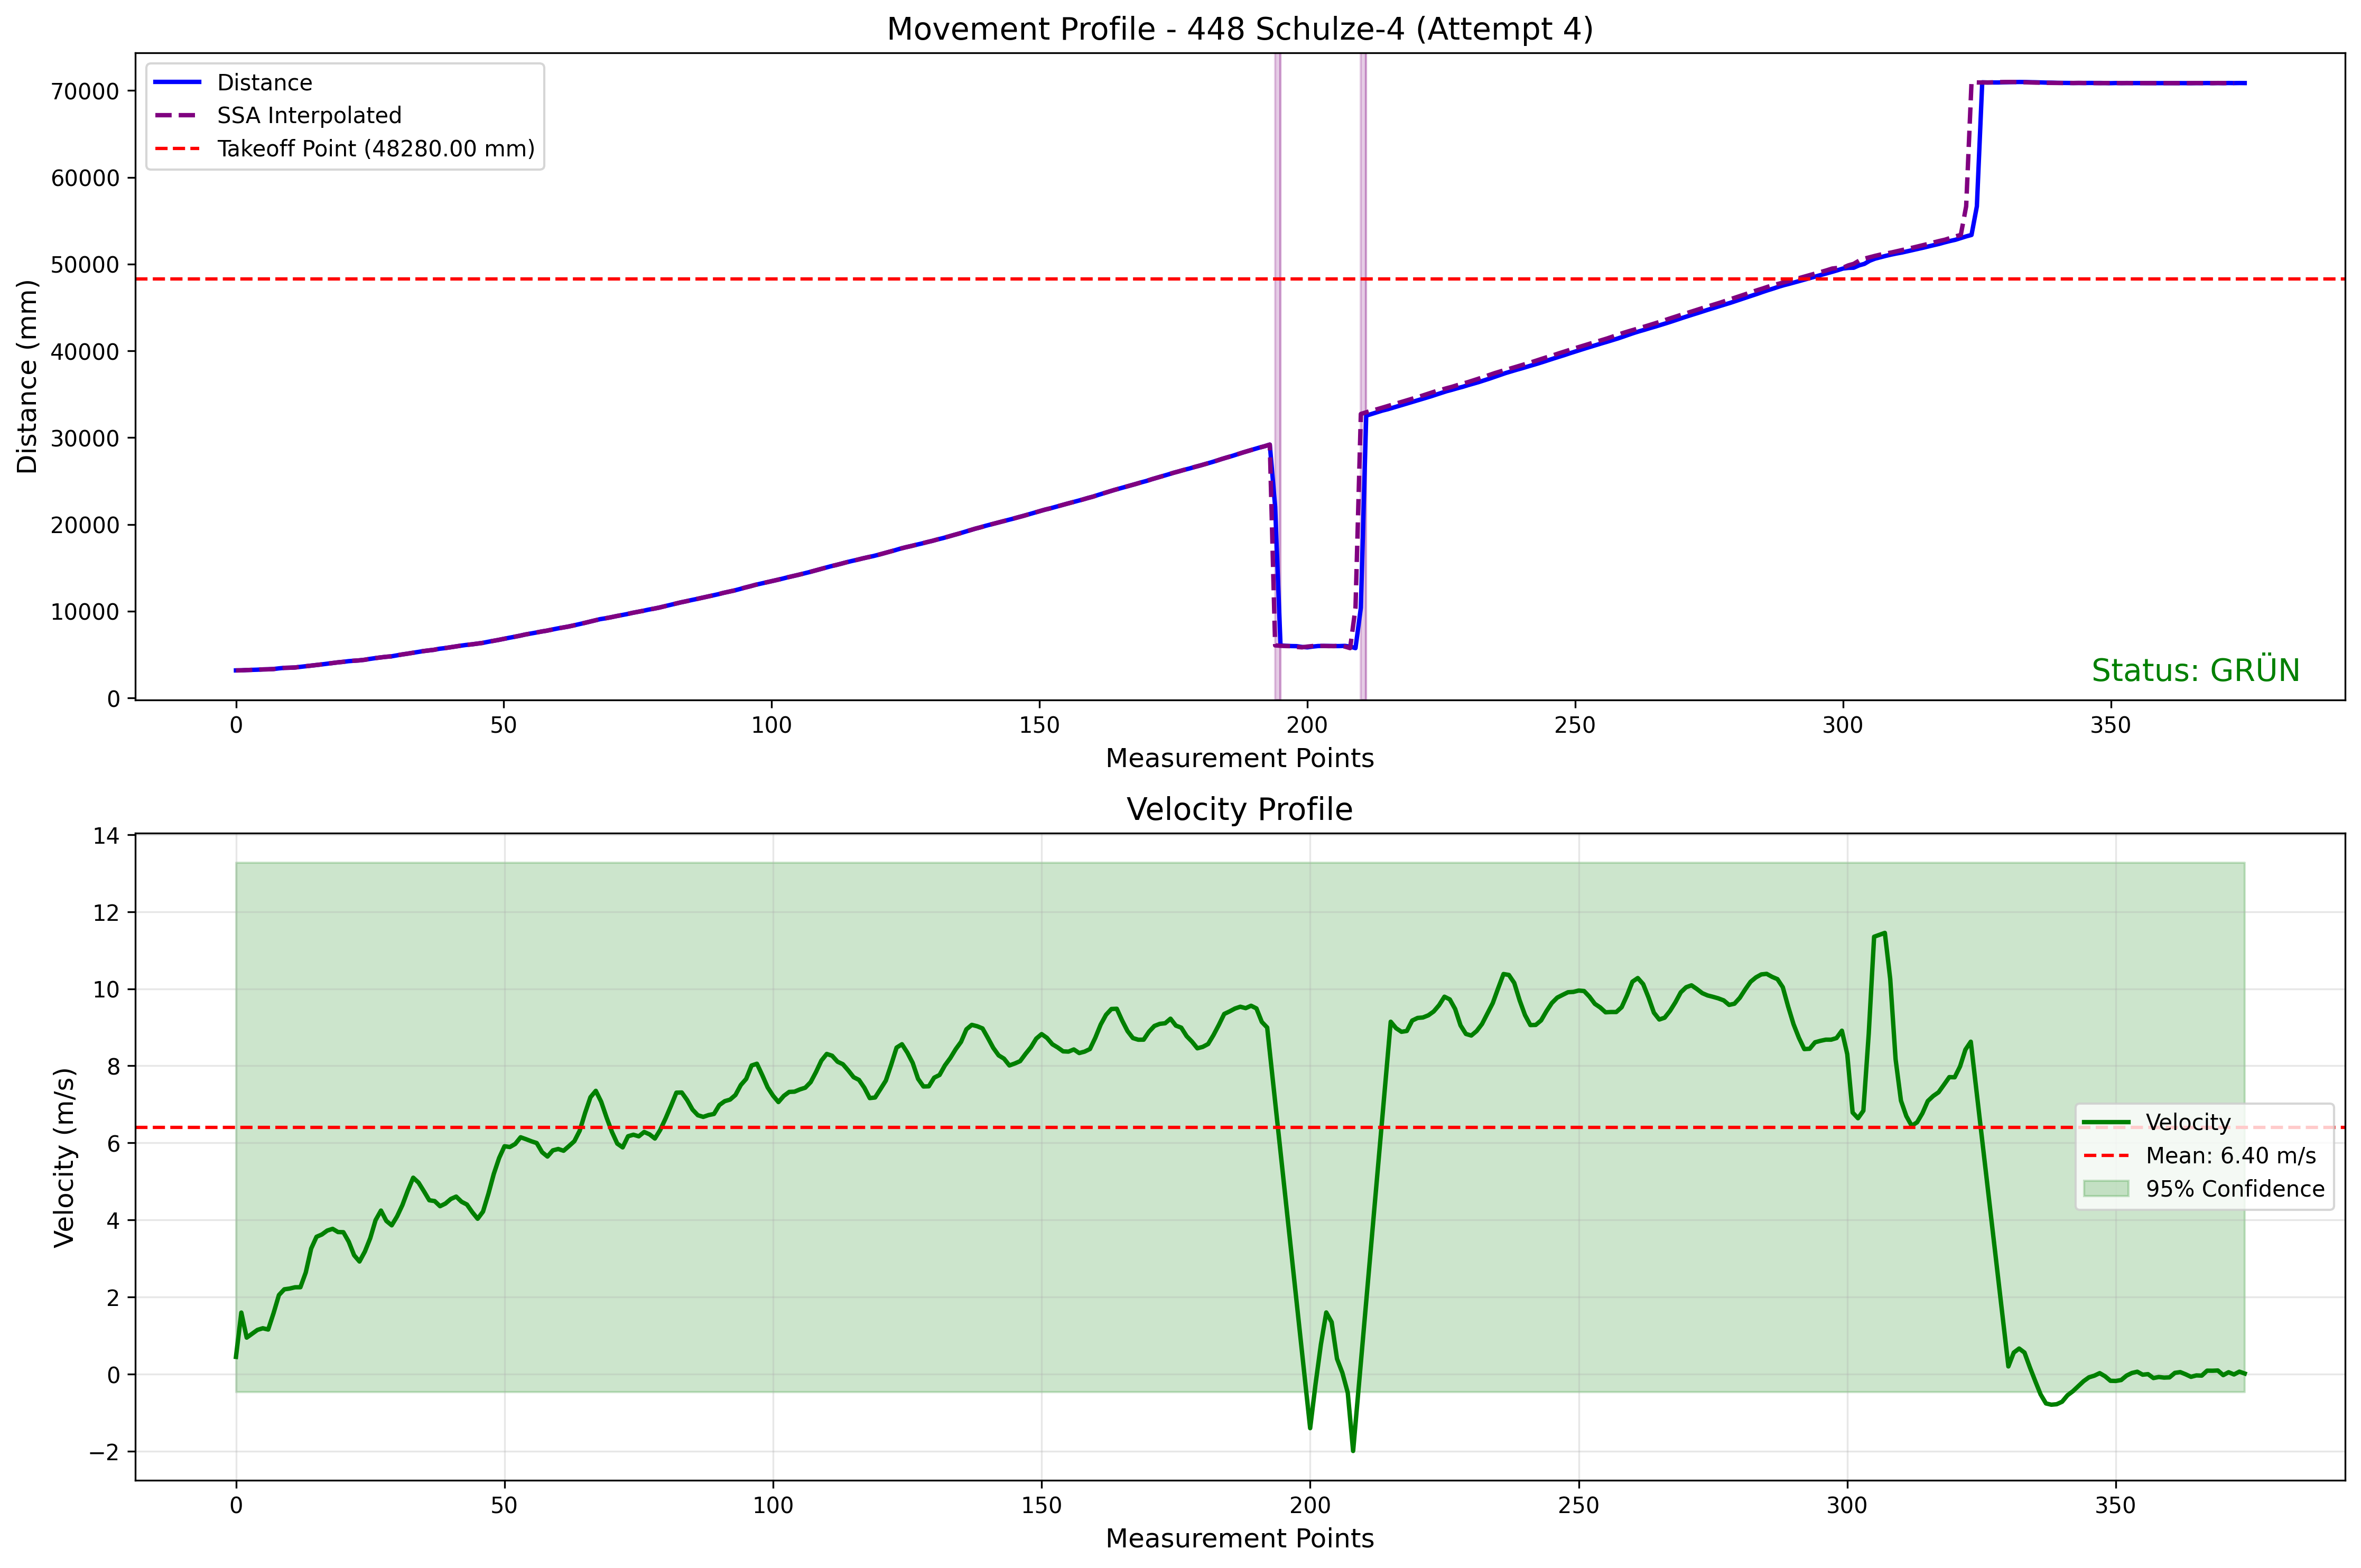 Movement Profile - 448 Schulze-4 (Attempt 4)
Distance
SSA Interpolated
Takeoff Point (48280.00 mm)
Distance (mm)
70000
60000
50000
40000
30000
20000
10000
0
Status: GRÜN
0 50 100 150 200 250 300 350
Measurement Points
Velocity Profile
Velocity (m/s)
14
12
10
8
6
4
2
0
−2
Velocity
Mean: 6.40 m/s
95% Confidence
0 50 100 150 200 250 300 350
Measurement Points